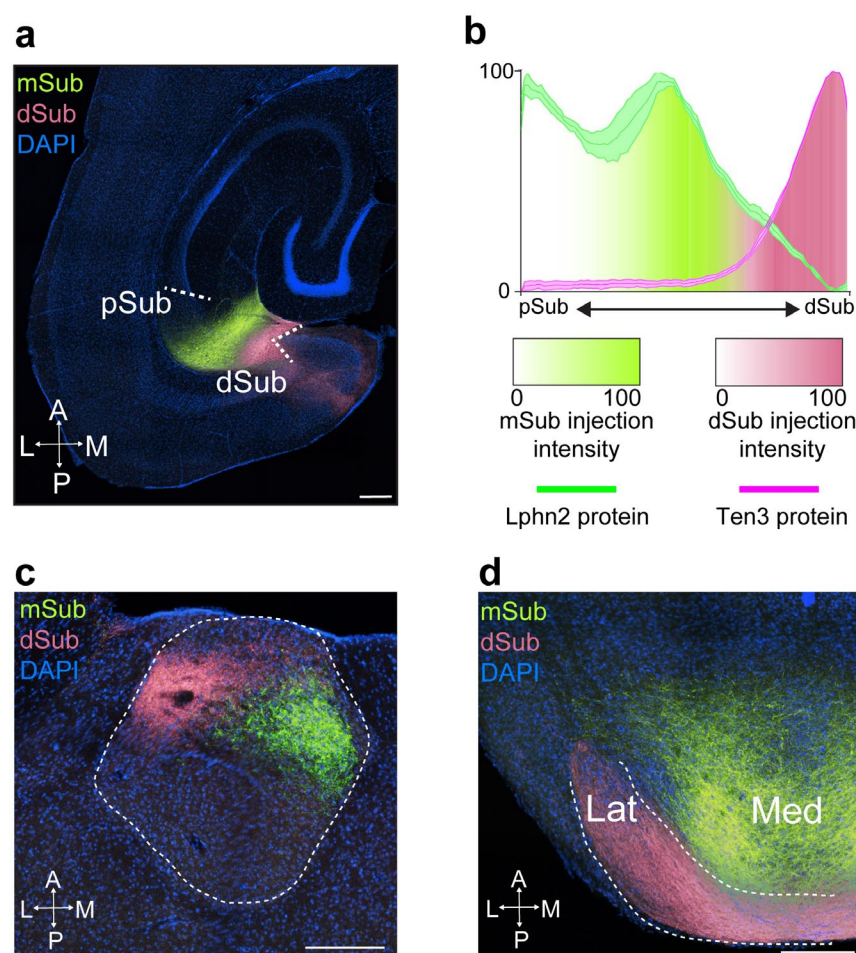 a
mSub
dSub
DAPI
pSub
dSub
A
L M
P
b
100
0
pSub dSub
0 100
mSub injection
intensity
0 100
dSub injection
intensity
Lphn2 protein
Ten3 protein
c
mSub
dSub
DAPI
A
L M
P
d
mSub
dSub
DAPI
Lat Med
A
L M
P